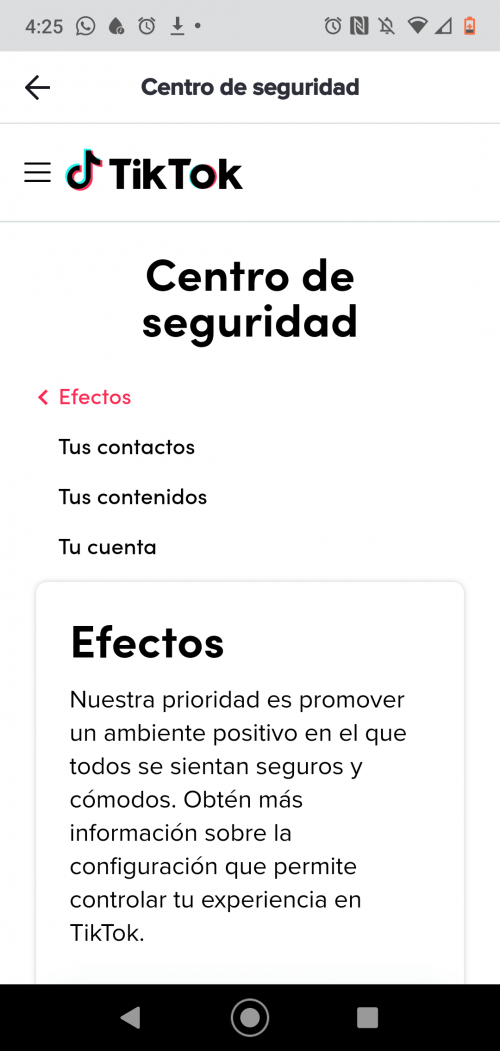 4:25
Centro de seguridad
TikTok
Centro de
seguridad
Efectos
Tus contactos
Tus contenidos
Tu cuenta
Efectos
Nuestra prioridad es promover
un ambiente positivo en el que
todos se sientan seguros y
cómodos. Obtén más
información sobre la
configuración que permite
controlar tu experiencia en
TikTok.